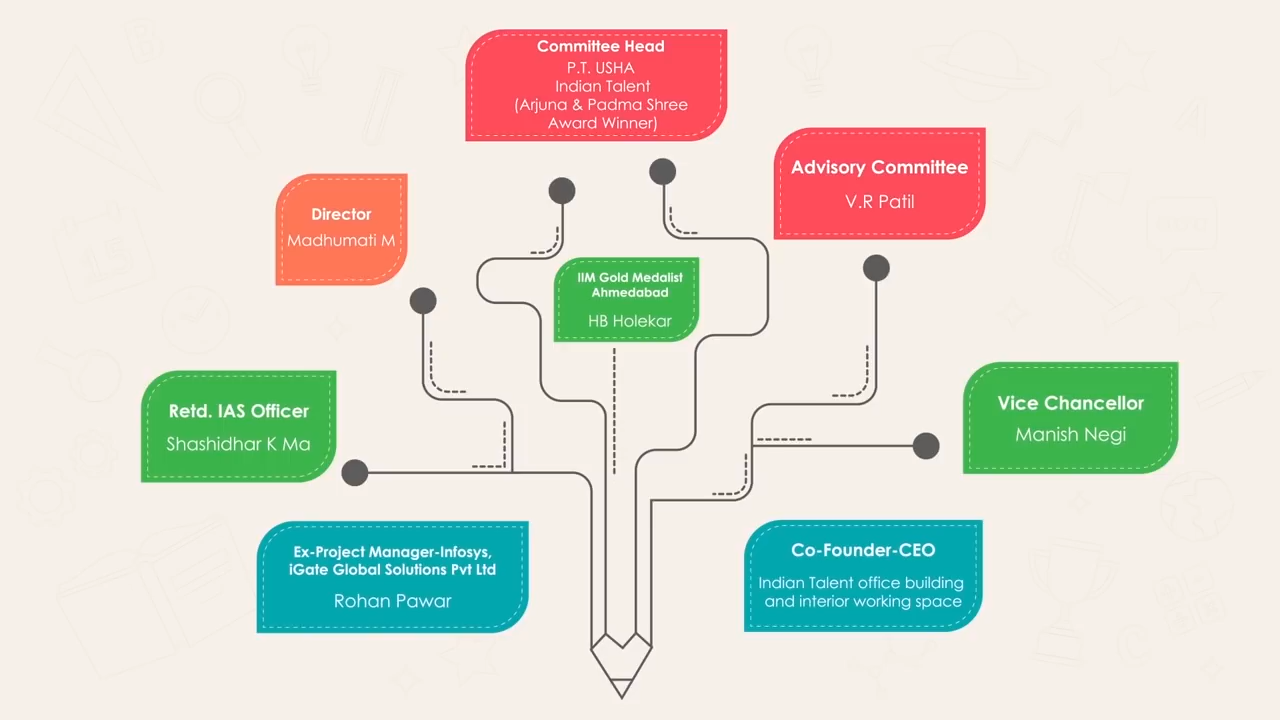 Committee Head
P.T. USHA
Indian Talent
(Arjuna & Padma Shree
Award Winner)
Advisory Committee
V.R Patil
Director
Madhumati M
IIM Gold Medalist
Ahmedabad
HB Holekar
Retd. IAS Officer
Shashidhar K Ma
Vice Chancellor
Manish Negi
Ex-Project Manager-Infosys,
iGate Global Solutions Pvt Ltd
Rohan Pawar
Co-Founder-CEO
Indian Talent office building
and interior working space